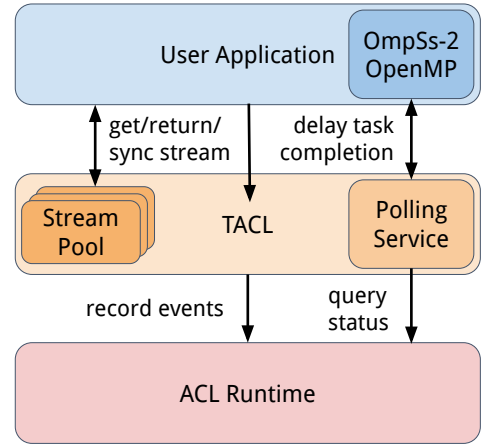 User Application
OmpSs-2
OpenMP
get/return/
sync stream
delay task
completion
Stream
Pool
TACL
Polling
Service
record events
query
status
ACL Runtime